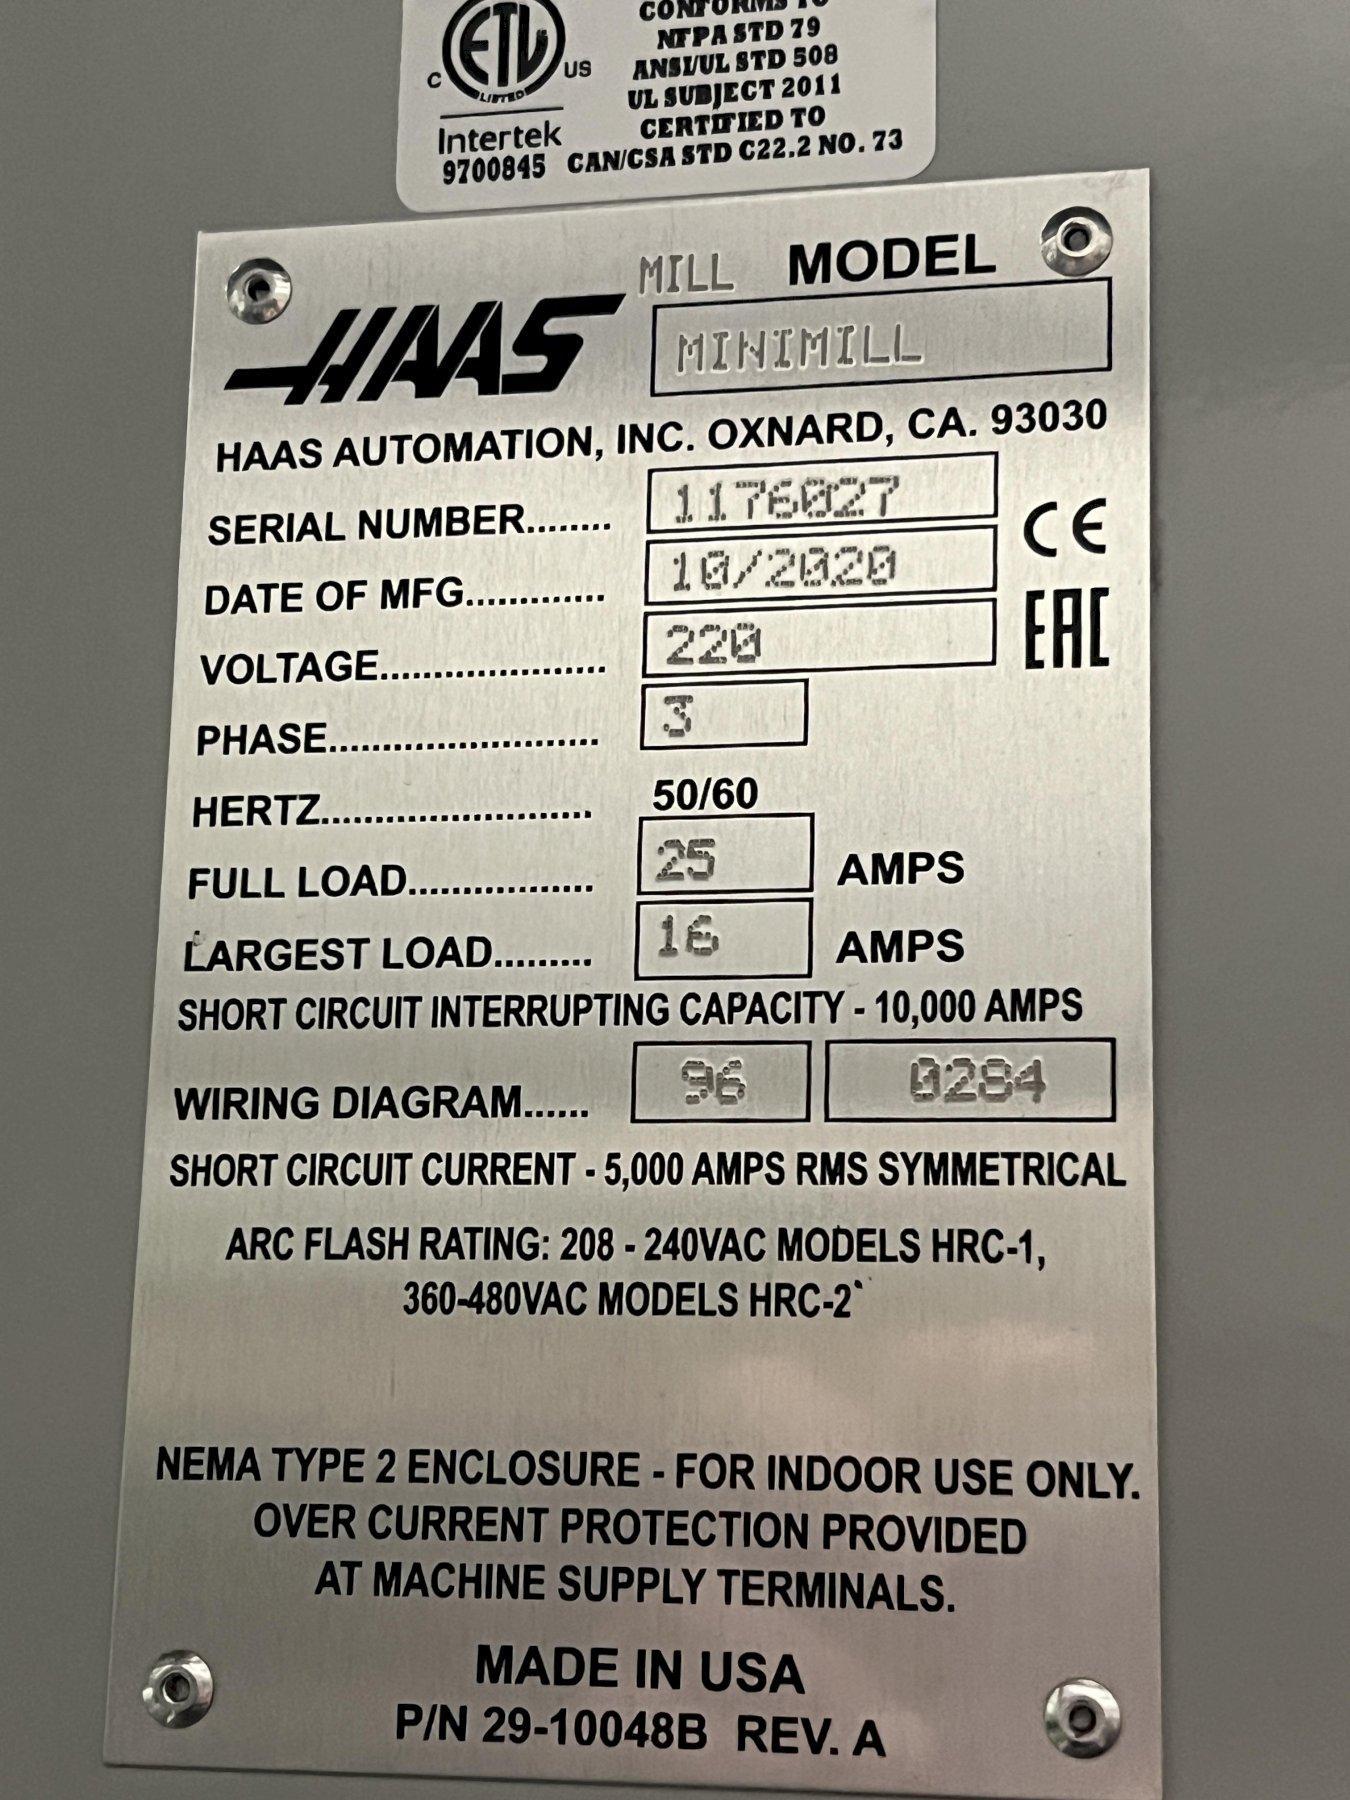 CONFORMS TO
ETL
C US
LISTED
NFPA STD 79
ANSI/UL STD 508
UL SUBJECT 2011
Intertek CERTIFIED TO
9700845 CAN/CSA STD C22.2 NO. 73
MILL MODEL
HAAS MINIMILL
HAAS AUTOMATION, INC. OXNARD, CA. 93030
SERIAL NUMBER........ 1176027
CE
DATE OF MFG............. 10/2020
EAC
VOLTAGE..................... 220
PHASE......................... 3
HERTZ......................... 50/60
FULL LOAD................. 25 AMPS
LARGEST LOAD......... 16 AMPS
SHORT CIRCUIT INTERRUPTING CAPACITY - 10,000 AMPS
WIRING DIAGRAM...... 96 0284
SHORT CIRCUIT CURRENT - 5,000 AMPS RMS SYMMETRICAL
ARC FLASH RATING: 208 - 240VAC MODELS HRC-1,
360-480VAC MODELS HRC-2
NEMA TYPE 2 ENCLOSURE - FOR INDOOR USE ONLY.
OVER CURRENT PROTECTION PROVIDED
AT MACHINE SUPPLY TERMINALS.
MADE IN USA
P/N 29-10048B REV. A